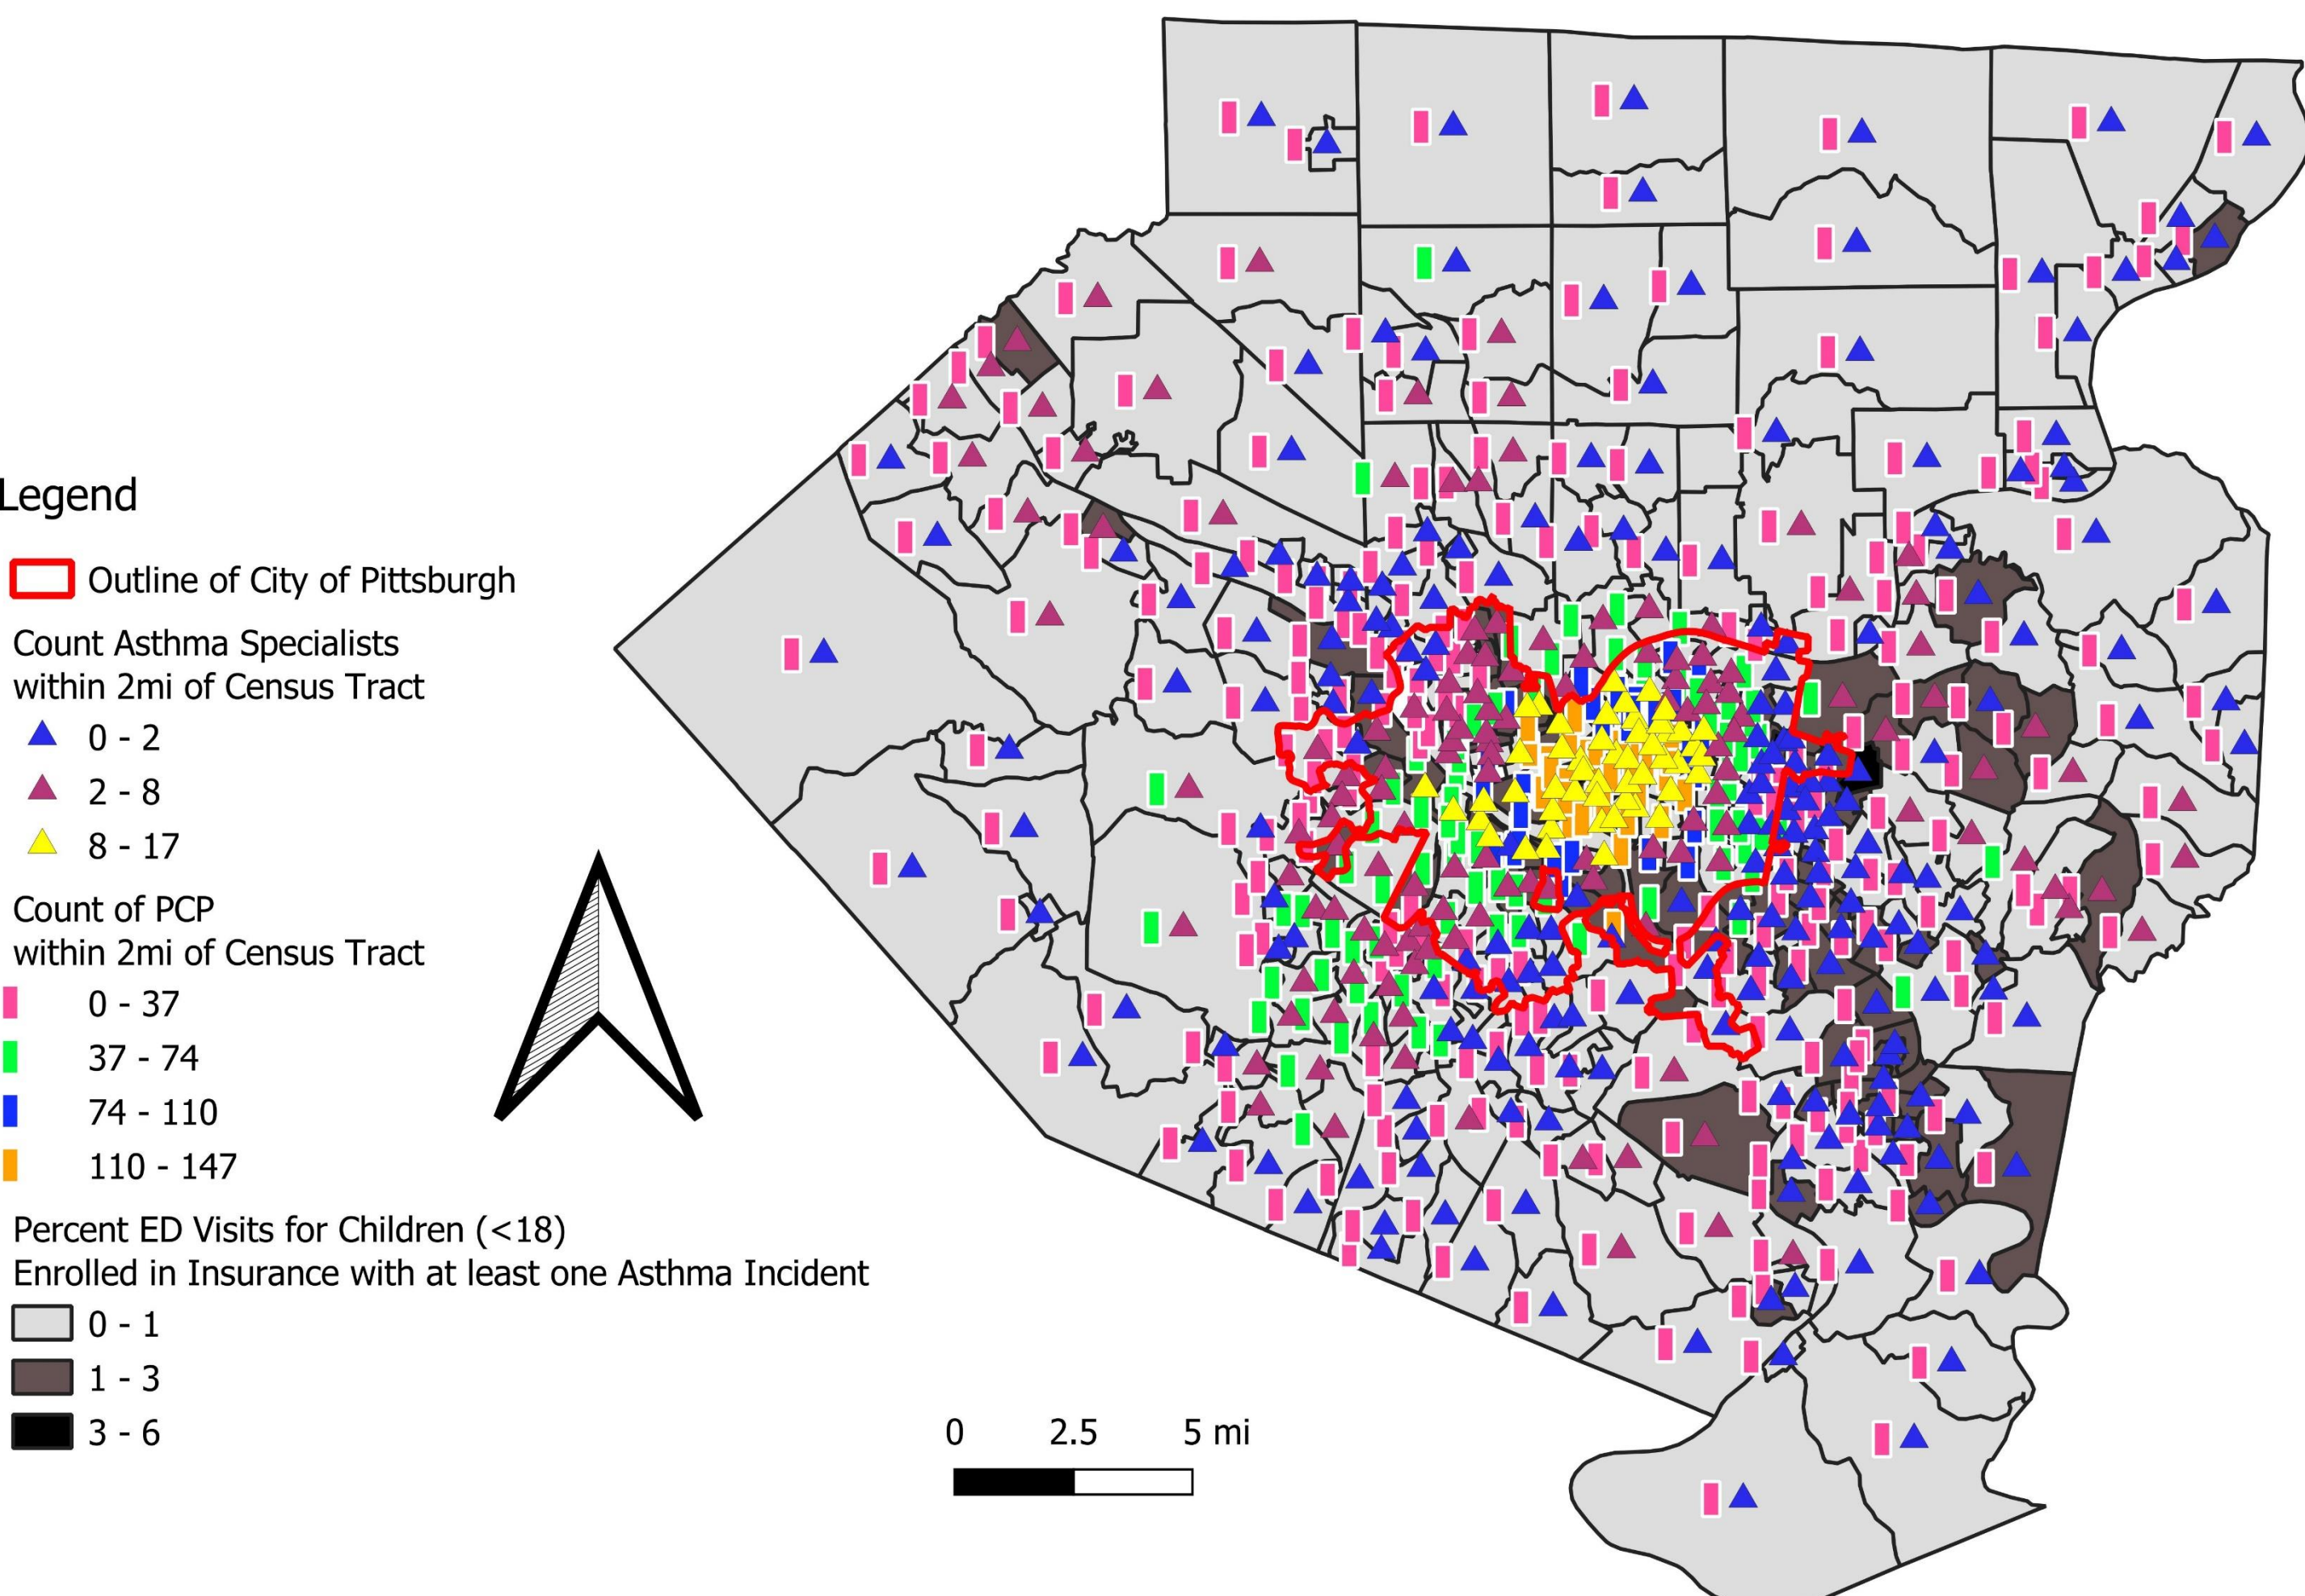 Legend
Outline of City of Pittsburgh
Count Asthma Specialists
within 2mi of Census Tract
0 - 2
2 - 8
8 - 17
Count of PCP
within 2mi of Census Tract
0 - 37
37 - 74
74 - 110
110 - 147
Percent ED Visits for Children (<18)
Enrolled in Insurance with at least one Asthma Incident
0 - 1
1 - 3
3 - 6
0 2.5 5 mi